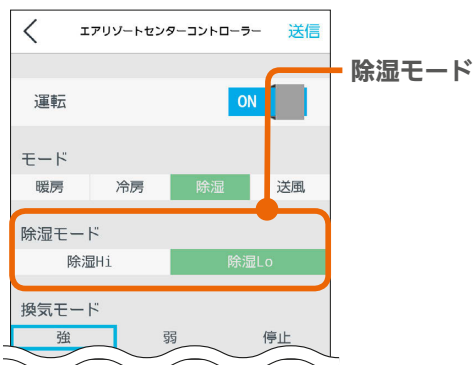 エアリゾートセンターコントローラー 送信
除湿モード
運転 ON
モード
暖房 冷房 除湿 送風
除湿モード
除湿Hi 除湿Lo
換気モード
強 弱 停止